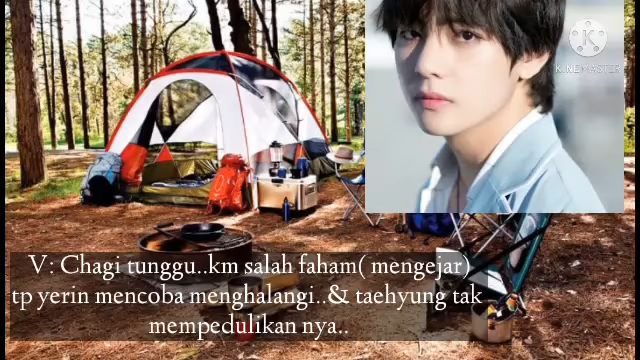 KINEMASTER
V: Chagi tunggu..km salah faham( mengejar)
tp yerin mencoba menghalangi..& taehyung tak
mempedulikan nya..